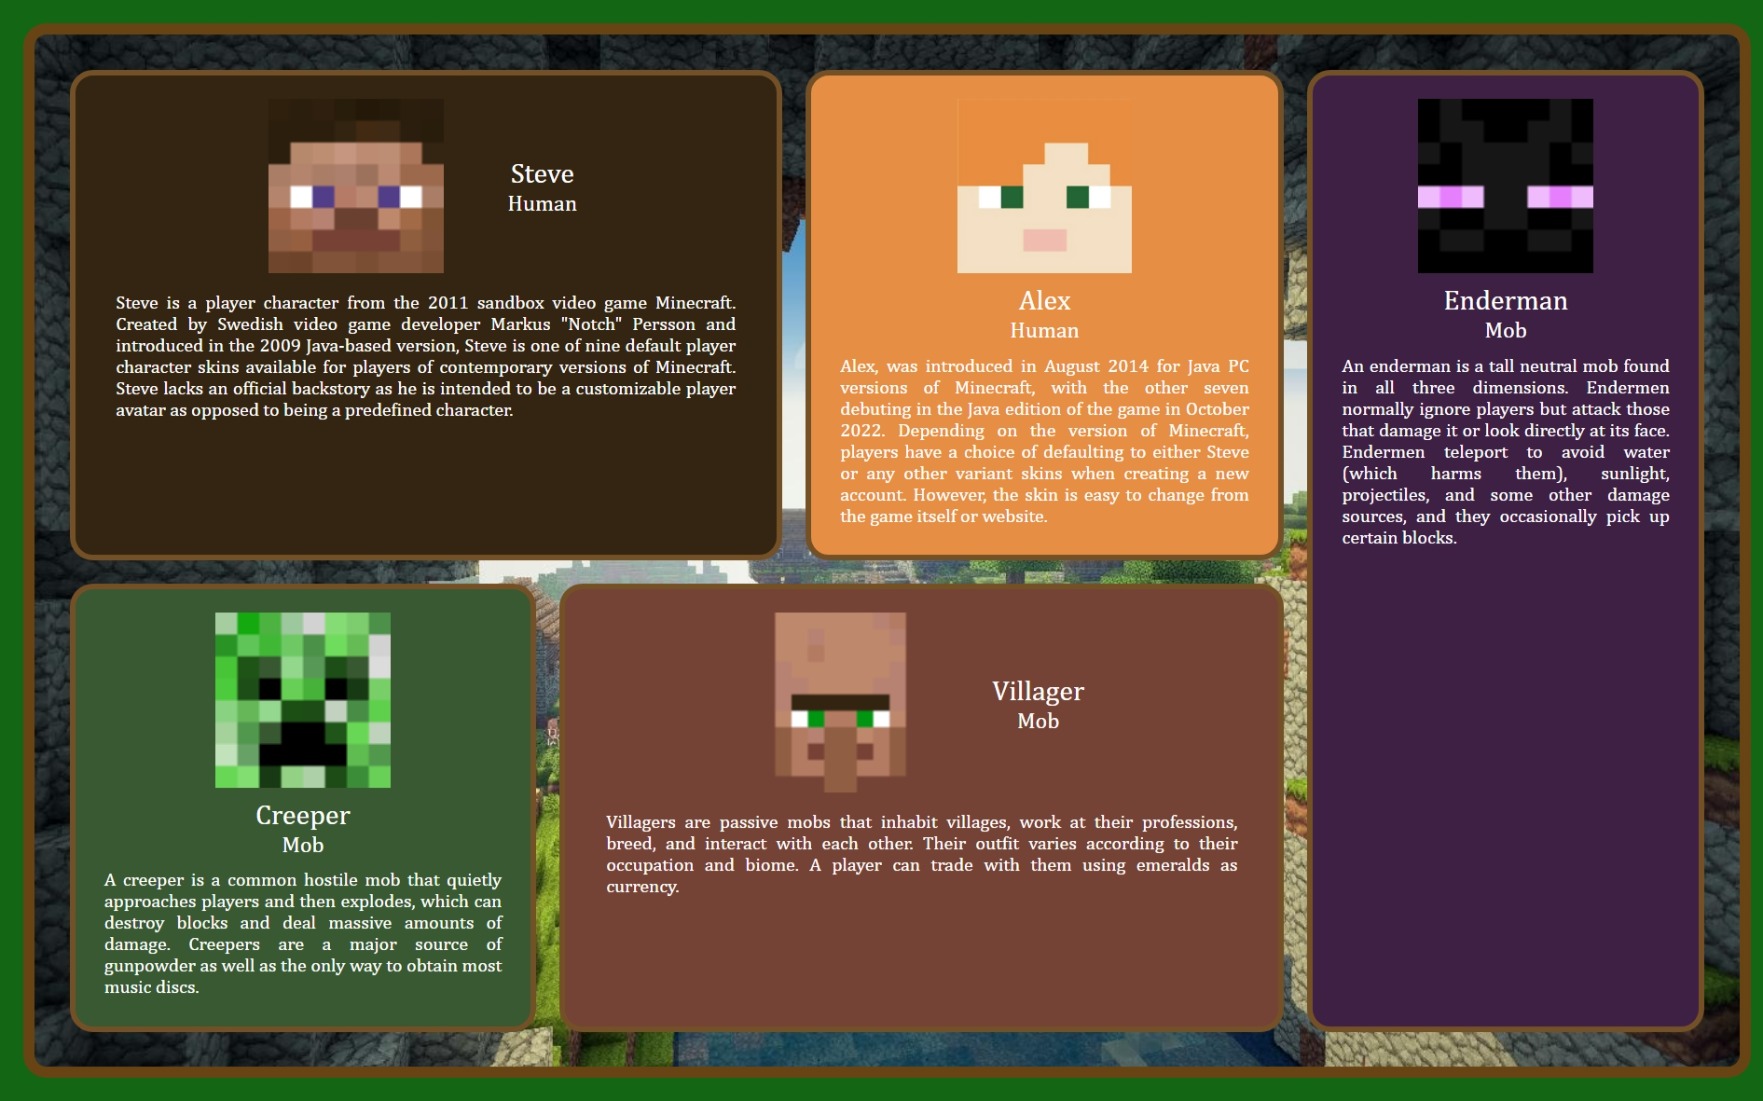 Steve
Human
Steve is a player character from the 2011 sandbox video game Minecraft.
Created by Swedish video game developer Markus "Notch" Persson and
introduced in the 2009 Java-based version, Steve is one of nine default player
character skins available for players of contemporary versions of Minecraft.
Steve lacks an official backstory as he is intended to be a customizable player
avatar as opposed to being a predefined character.
Alex
Human
Alex, was introduced in August 2014 for Java PC
versions of Minecraft, with the other seven
debuting in the Java edition of the game in October
2022. Depending on the version of Minecraft,
players have a choice of defaulting to either Steve
or any other variant skins when creating a new
account. However, the skin is easy to change from
the game itself or website.
Enderman
Mob
An enderman is a tall neutral mob found
in all three dimensions. Endermen
normally ignore players but attack those
that damage it or look directly at its face.
Endermen teleport to avoid water
(which harms them), sunlight,
projectiles, and some other damage
sources, and they occasionally pick up
certain blocks.
Creeper
Mob
A creeper is a common hostile mob that quietly
approaches players and then explodes, which can
destroy blocks and deal massive amounts of
damage. Creepers are a major source of
gunpowder as well as the only way to obtain most
music discs.
Villager
Mob
Villagers are passive mobs that inhabit villages, work at their professions,
breed, and interact with each other. Their outfit varies according to their
occupation and biome. A player can trade with them using emeralds as
currency.